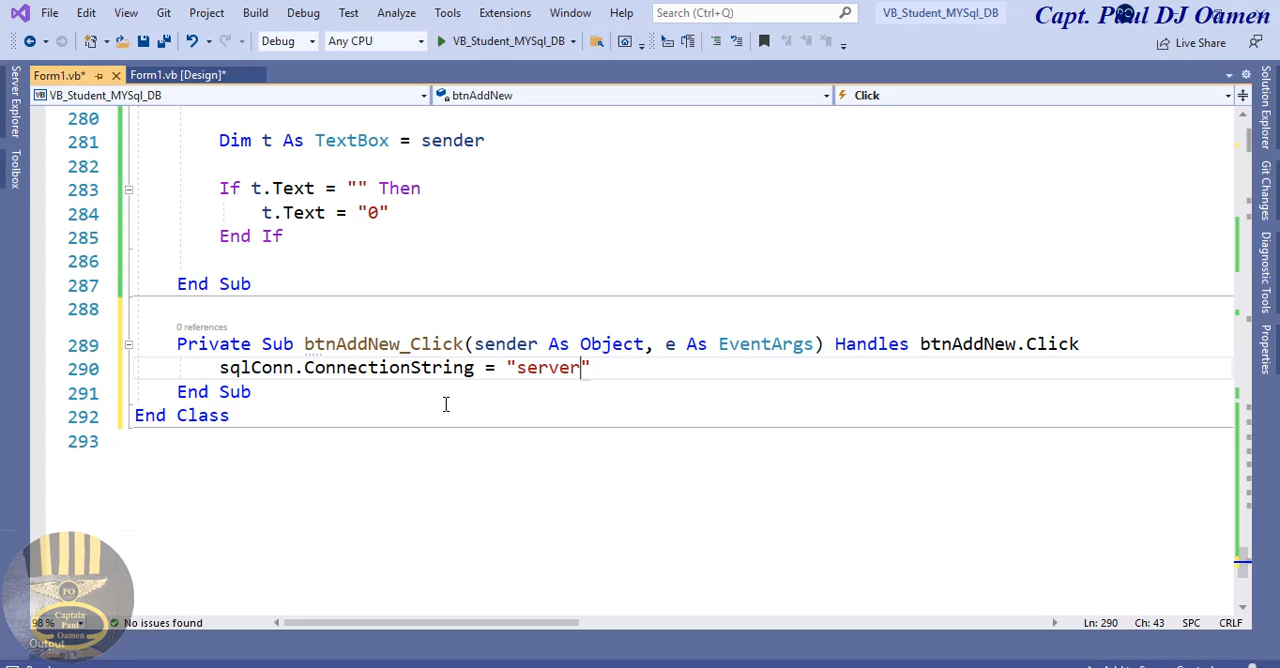 File Edit View Git Project Build Debug Test Analyze Tools Extensions Window Help Search (Ctrl+Q) VB_Student_MYSql_DB
Capt. Paul DJ Oamen
Debug Any CPU VB_Student_MYSql_DB Live Share
Form1.vb* Form1.vb [Design]*
VB_Student_MYSql_DB btnAddNew Click
Server Explorer
Toolbox
Solution Explorer
Git Changes
Diagnostic Tools
Properties
280
281 Dim t As TextBox = sender
282
283 If t.Text = "" Then
284 t.Text = "0"
285 End If
286
287 End Sub
288
0 references
289 Private Sub btnAddNew_Click(sender As Object, e As EventArgs) Handles btnAddNew.Click
290 sqlConn.ConnectionString = "server"
291 End Sub
292 End Class
293
PO
Captain
Paul
Oamen
98 % No issues found Ln: 290 Ch: 43 SPC CRLF
Output